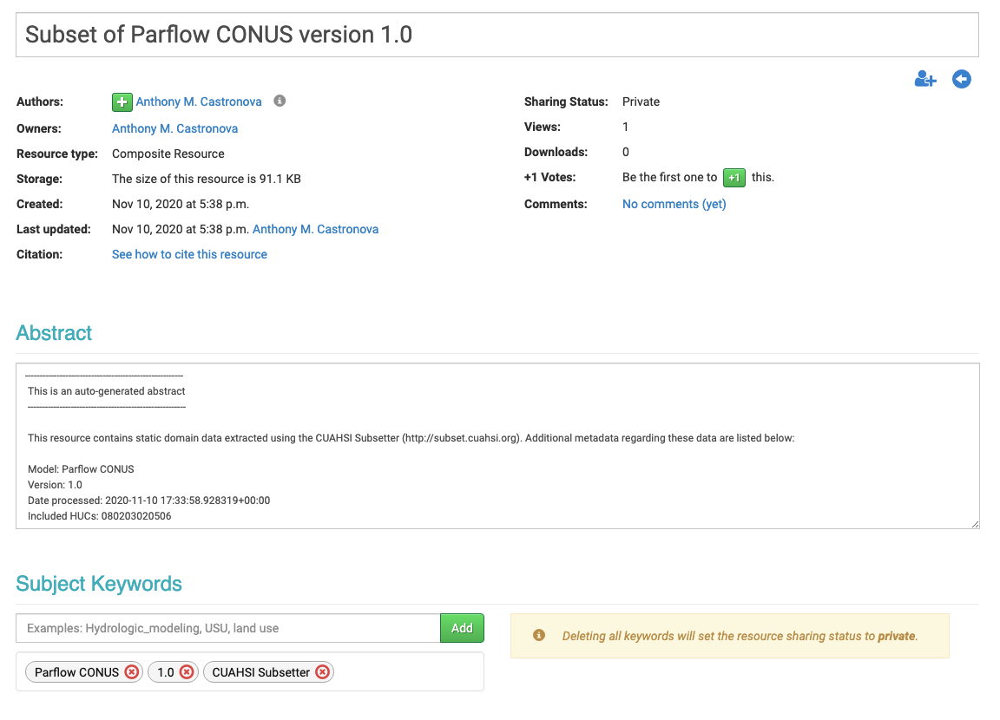 Subset of Parflow CONUS version 1.0
Authors: Anthony M. Castronova
Owners: Anthony M. Castronova
Resource type: Composite Resource
Storage: The size of this resource is 91.1 KB
Created: Nov 10, 2020 at 5:38 p.m.
Last updated: Nov 10, 2020 at 5:38 p.m. Anthony M. Castronova
Citation: See how to cite this resource
Sharing Status: Private
Views: 1
Downloads: 0
+1 Votes: Be the first one to +1 this.
Comments: No comments (yet)
Abstract
------------------------------------------------------
This is an auto-generated abstract
------------------------------------------------------
This resource contains static domain data extracted using the CUAHSI Subsetter (http://subset.cuahsi.org). Additional metadata regarding these data are listed below:
Model: Parflow CONUS
Version: 1.0
Date processed: 2020-11-10 17:33:58.928319+00:00
Included HUCs: 080203020506
Subject Keywords
Examples: Hydrologic_modeling, USU, land use Add
Parflow CONUS 1.0 CUAHSI Subsetter
Deleting all keywords will set the resource sharing status to private.